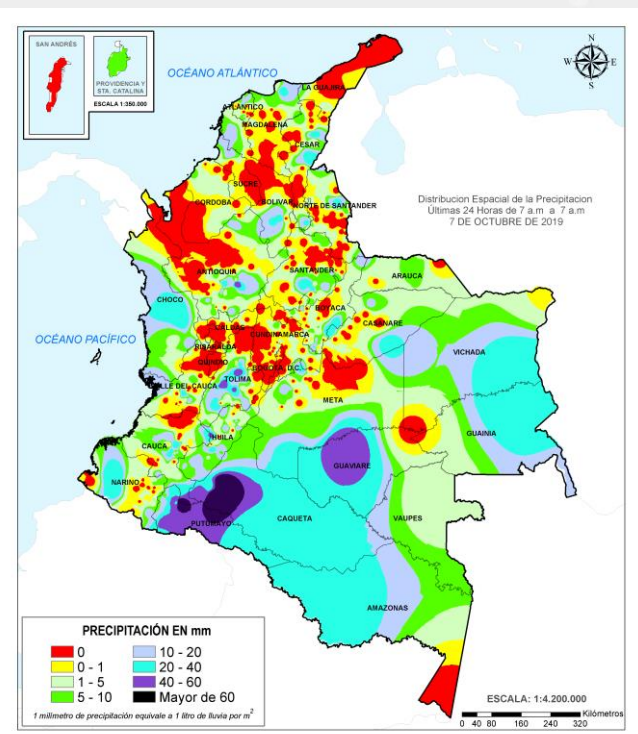 SAN ANDRÉS
PROVIDENCIA Y
STA. CATALINA
ESCALA 1:350.000
N
W
E
S
OCÉANO ATLÁNTICO
LA GUAJIRA
ATLÁNTICO
MAGDALENA
CESAR
SUCRE
CORDOBA
BOLIVAR
NORTE DE SANTANDER
Distribucion Espacial de la Precipitacion
Últimas 24 Horas de 7 a.m a 7 a.m
7 DE OCTUBRE DE 2019
ANTIOQUIA
SANTANDER
ARAUCA
CHOCO
BOYACA
CASANARE
OCÉANO PACÍFICO
CALDAS
CUNDINAMARCA
RISARALDA
VICHADA
QUINDIO
BOGOTA, D.C.
TOLIMA
VALLE DEL CAUCA
META
GUAINIA
CAUCA
HUILA
GUAVIARE
NARIÑO
PUTUMAYO
CAQUETA
VAUPES
AMAZONAS
PRECIPITACIÓN EN mm
0
0 - 1
1 - 5
5 - 10
10 - 20
20 - 40
40 - 60
Mayor de 60
1 milimetro de precipitación equivale a 1 litro de lluvia por m2
ESCALA: 1:4.200.000
Kilómetros
0 40 80 160 240 320